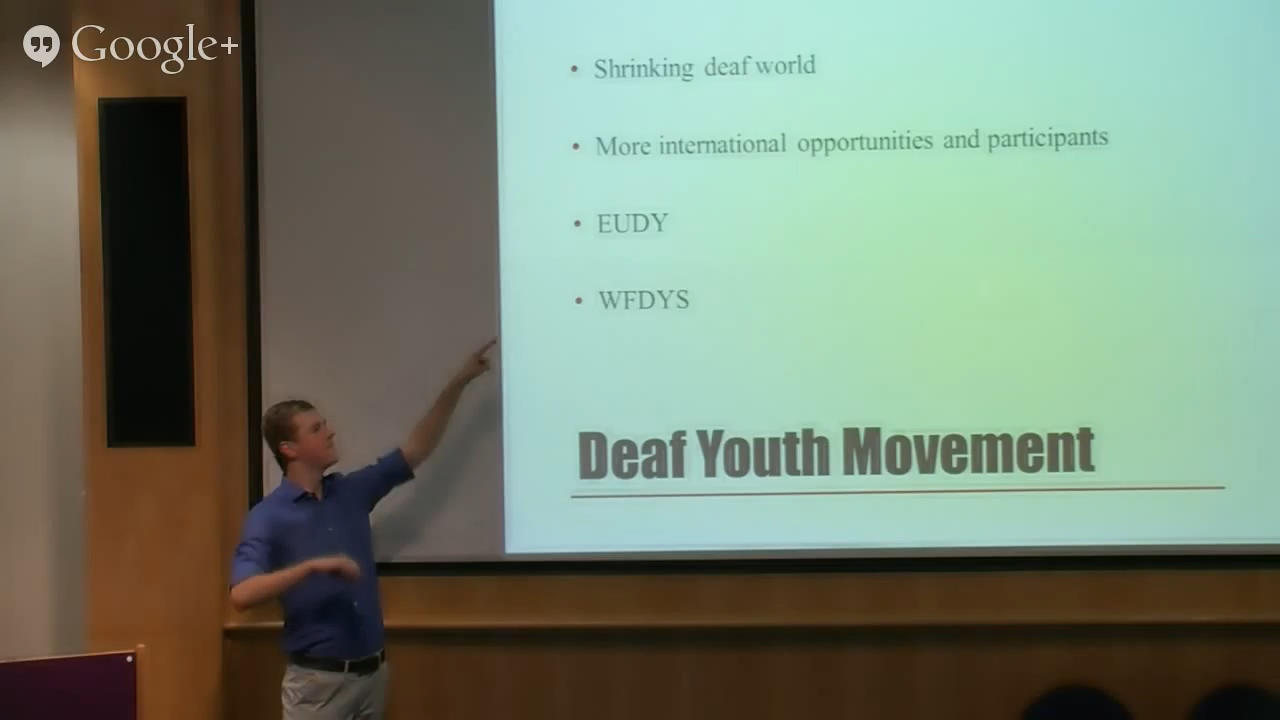 Google+
• Shrinking deaf world
• More international opportunities and participants
• EUDY
• WFDYS
Deaf Youth Movement